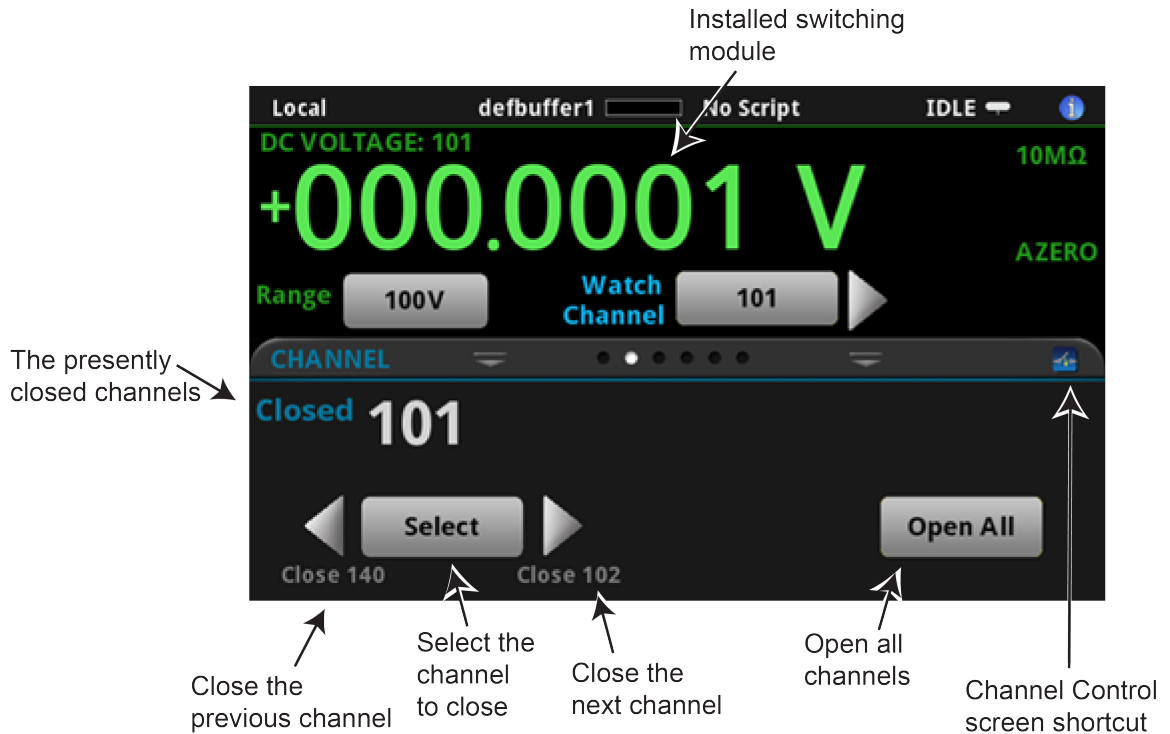 Installed switching
module
Local defbuffer1 No Script IDLE
DC VOLTAGE: 101
10MΩ
+000.0001 V
AZERO
Range 100V Watch
Channel 101
CHANNEL
The presently
closed channels
Closed 101
Select Open All
Close 140 Close 102
Close the
previous channel
Select the
channel
to close
Close the
next channel
Open all
channels
Channel Control
screen shortcut